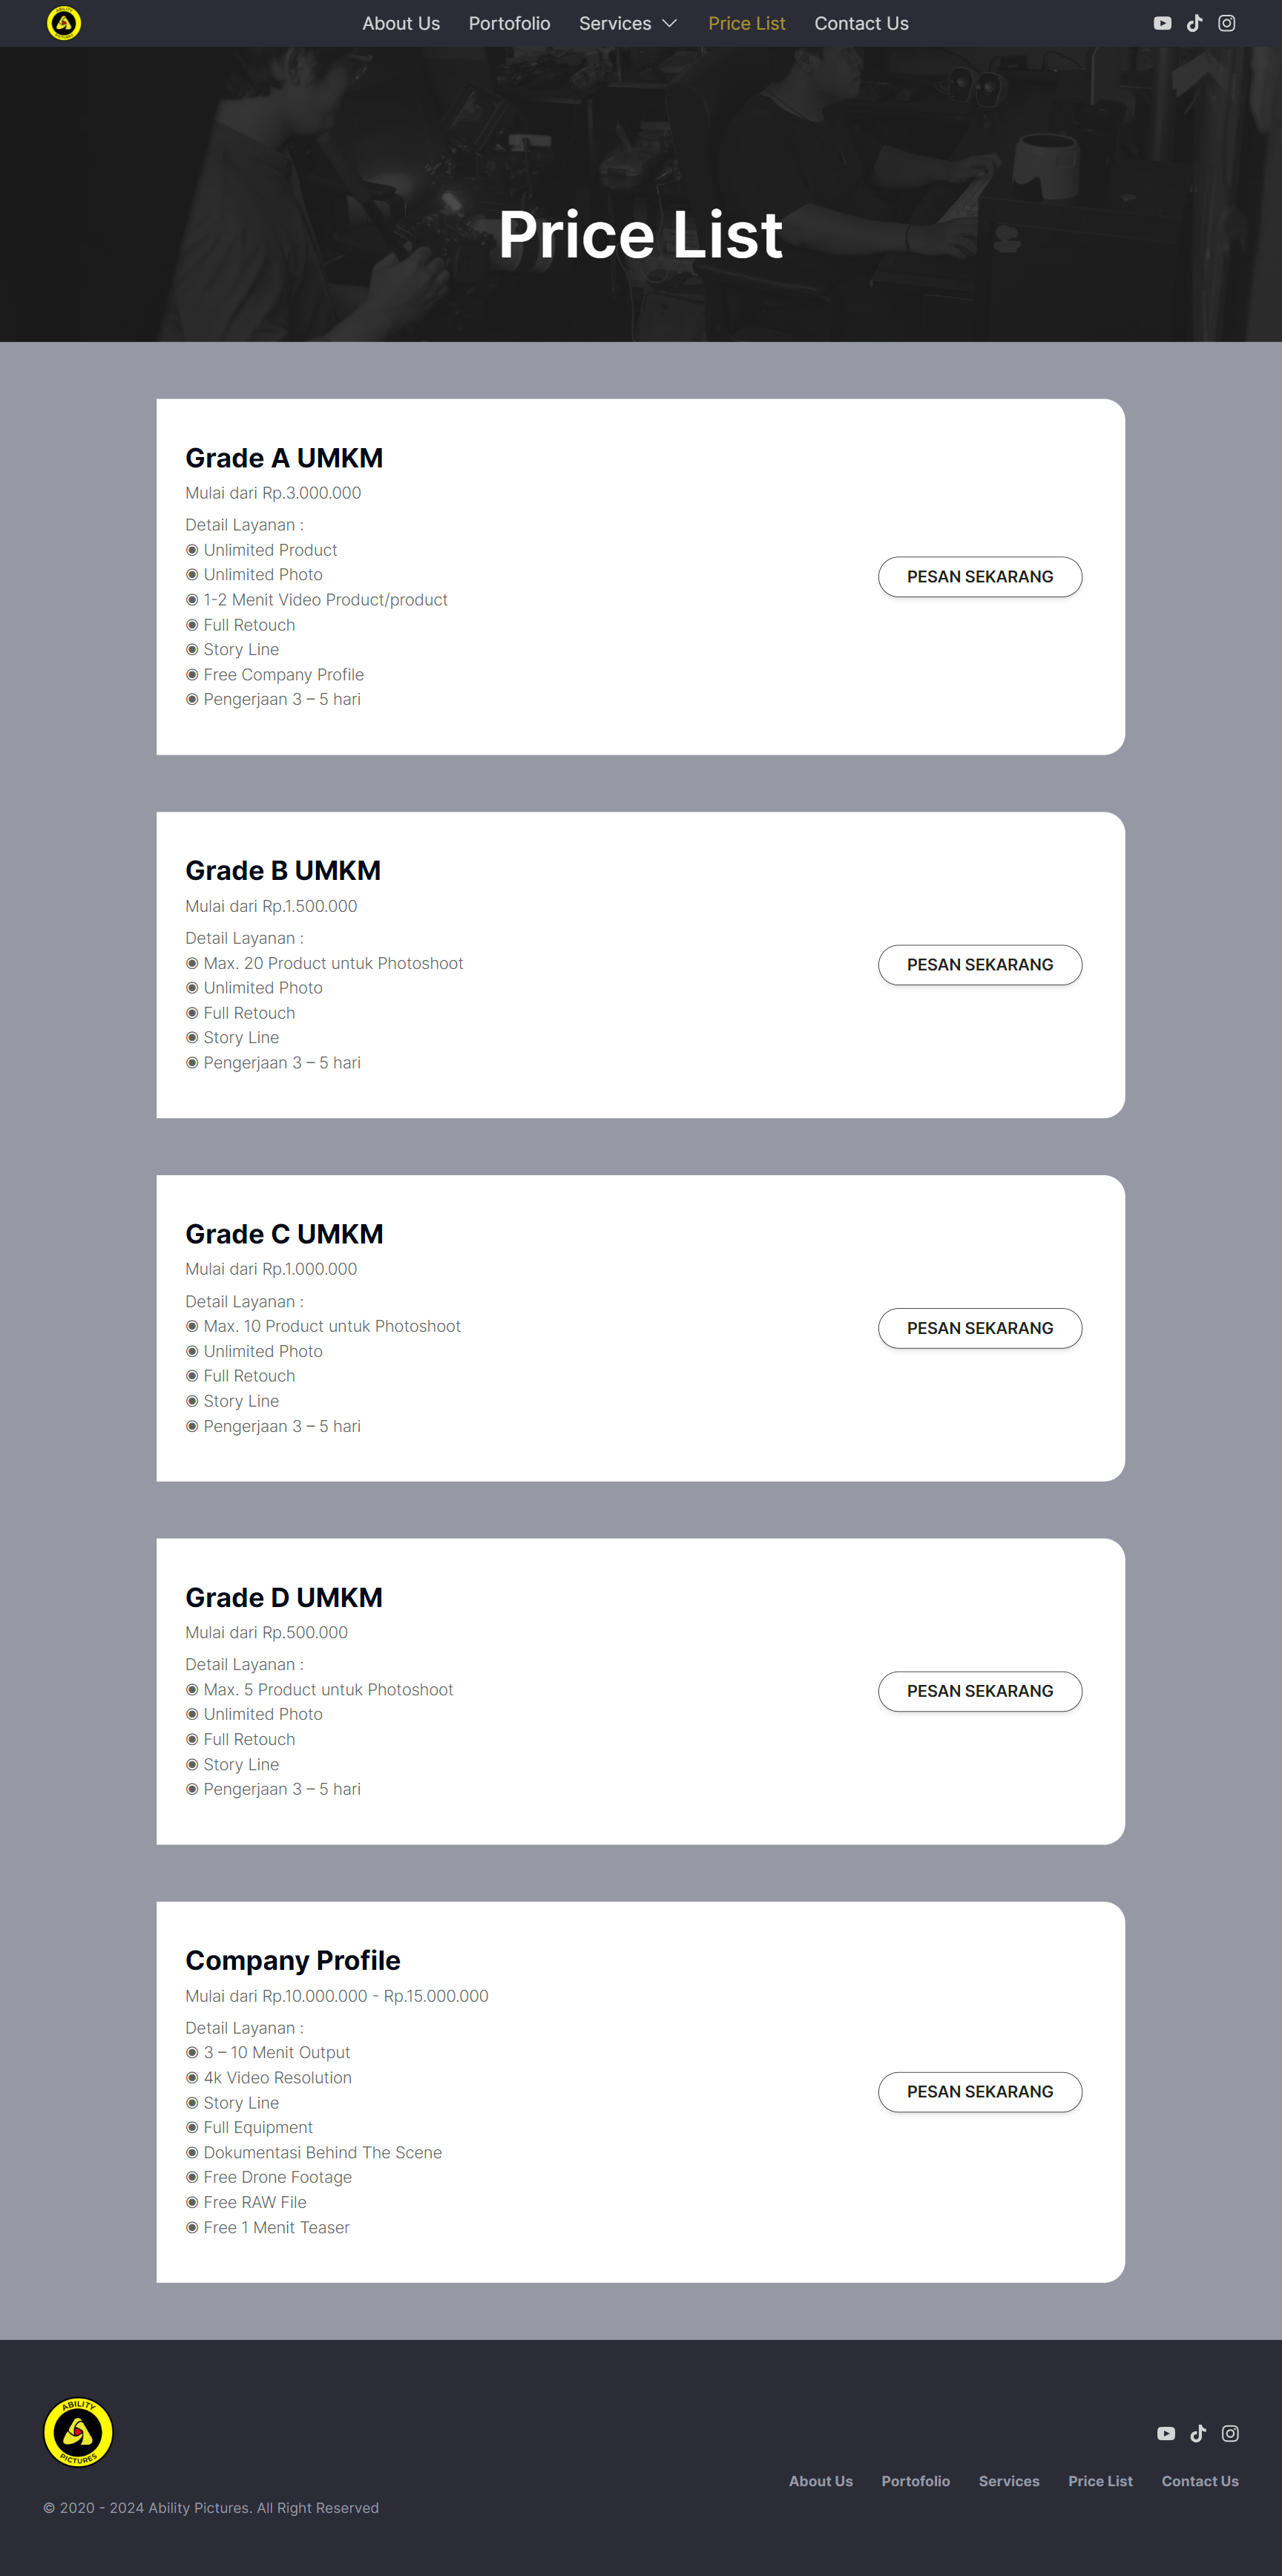 ABILITY
PICTURES
About Us
Portofolio
Services
Price List
Contact Us
Price List
Grade A UMKM
Mulai dari Rp.3.000.000
Detail Layanan :
◉ Unlimited Product
◉ Unlimited Photo
◉ 1-2 Menit Video Product/product
◉ Full Retouch
◉ Story Line
◉ Free Company Profile
◉ Pengerjaan 3 – 5 hari
PESAN SEKARANG
Grade B UMKM
Mulai dari Rp.1.500.000
Detail Layanan :
◉ Max. 20 Product untuk Photoshoot
◉ Unlimited Photo
◉ Full Retouch
◉ Story Line
◉ Pengerjaan 3 – 5 hari
PESAN SEKARANG
Grade C UMKM
Mulai dari Rp.1.000.000
Detail Layanan :
◉ Max. 10 Product untuk Photoshoot
◉ Unlimited Photo
◉ Full Retouch
◉ Story Line
◉ Pengerjaan 3 – 5 hari
PESAN SEKARANG
Grade D UMKM
Mulai dari Rp.500.000
Detail Layanan :
◉ Max. 5 Product untuk Photoshoot
◉ Unlimited Photo
◉ Full Retouch
◉ Story Line
◉ Pengerjaan 3 – 5 hari
PESAN SEKARANG
Company Profile
Mulai dari Rp.10.000.000 - Rp.15.000.000
Detail Layanan :
◉ 3 – 10 Menit Output
◉ 4k Video Resolution
◉ Story Line
◉ Full Equipment
◉ Dokumentasi Behind The Scene
◉ Free Drone Footage
◉ Free RAW File
◉ Free 1 Menit Teaser
PESAN SEKARANG
ABILITY
PICTURES
© 2020 - 2024 Ability Pictures. All Right Reserved
About Us
Portofolio
Services
Price List
Contact Us